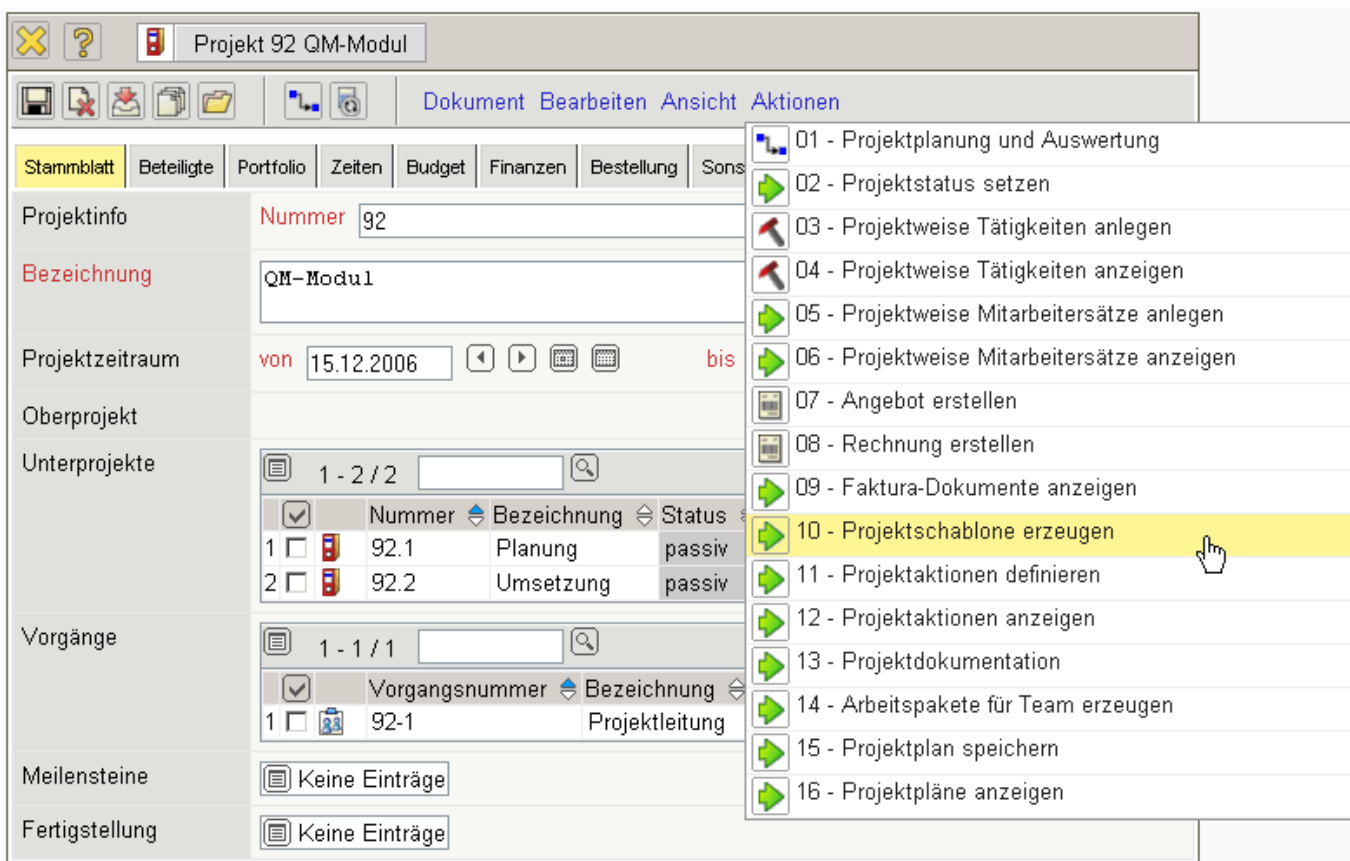 Projekt 92 QM-Modul
Dokument Bearbeiten Ansicht Aktionen
Stammblatt Beteiligte Portfolio Zeiten Budget Finanzen Bestellung Sons
Projektinfo Nummer 92
Bezeichnung QM-Modul
Projektzeitraum von 15.12.2006 bis
Oberprojekt
Unterprojekte 1 - 2 / 2
Nummer Bezeichnung Status
1 92.1 Planung passiv
2 92.2 Umsetzung passiv
Vorgänge 1 - 1 / 1
Vorgangsnummer Bezeichnung
1 92-1 Projektleitung
Meilensteine Keine Einträge
Fertigstellung Keine Einträge
01 - Projektplanung und Auswertung
02 - Projektstatus setzen
03 - Projektweise Tätigkeiten anlegen
04 - Projektweise Tätigkeiten anzeigen
05 - Projektweise Mitarbeitersätze anlegen
06 - Projektweise Mitarbeitersätze anzeigen
07 - Angebot erstellen
08 - Rechnung erstellen
09 - Faktura-Dokumente anzeigen
10 - Projektschablone erzeugen
11 - Projektaktionen definieren
12 - Projektaktionen anzeigen
13 - Projektdokumentation
14 - Arbeitspakete für Team erzeugen
15 - Projektplan speichern
16 - Projektpläne anzeigen